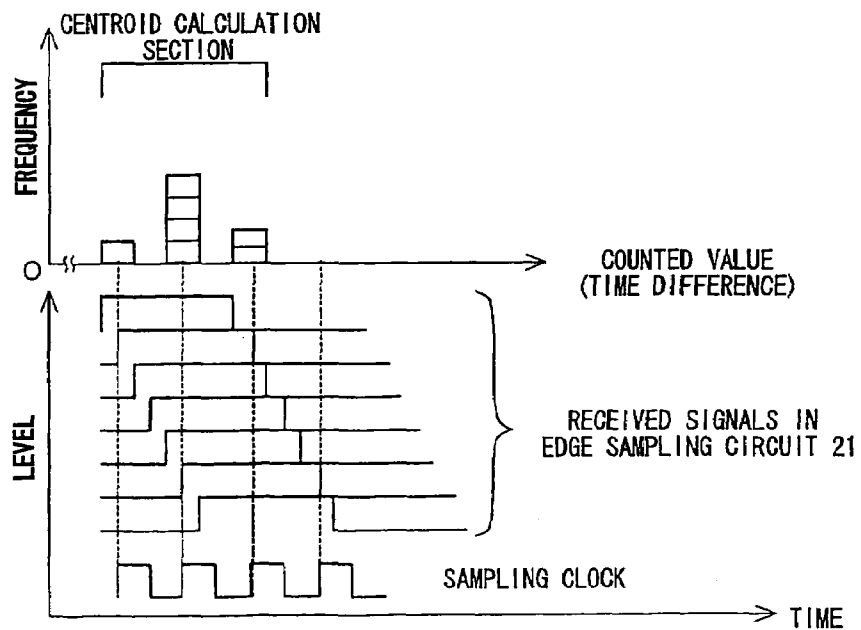 CENTROID CALCULATION
SECTION
FREQUENCY
0
COUNTED VALUE
(TIME DIFFERENCE)
LEVEL
RECEIVED SIGNALS IN
EDGE SAMPLING CIRCUIT 21
SAMPLING CLOCK
TIME